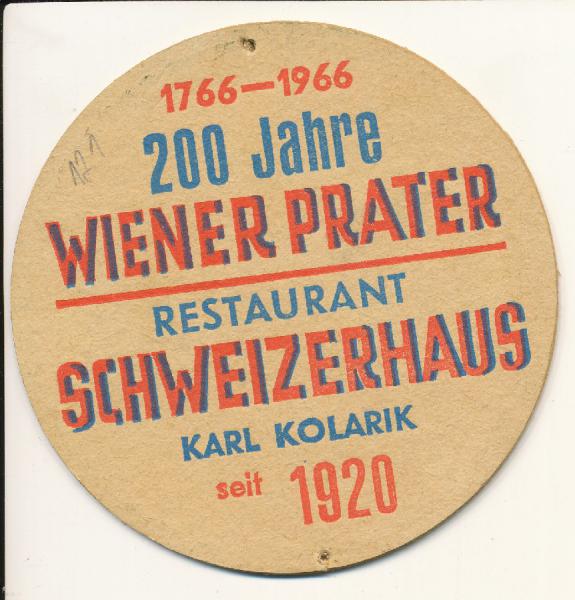 1766—1966
200 Jahre
WIENER PRATER
RESTAURANT
SCHWEIZERHAUS
KARL KOLARIK
seit 1920